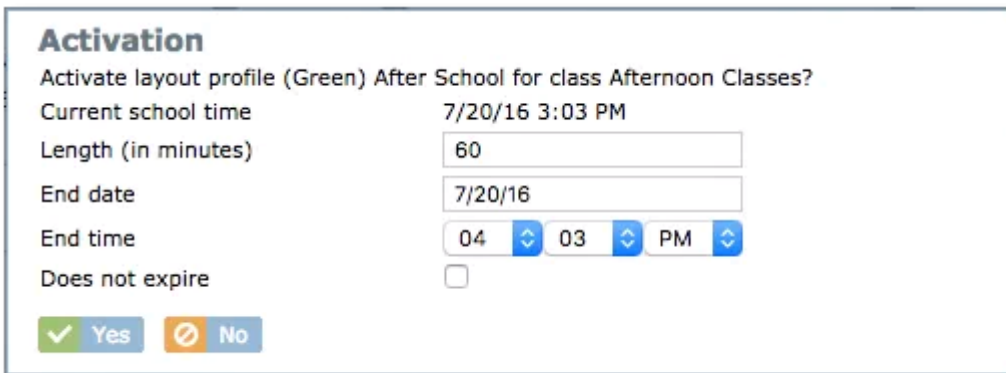 Activation
Activate layout profile (Green) After School for class Afternoon Classes?
Current school time 7/20/16 3:03 PM
Length (in minutes) 60
End date 7/20/16
End time 04 03 PM
Does not expire
Yes No